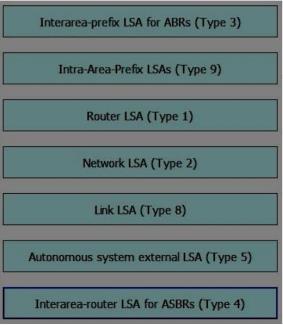 Interarea-prefix LSA for ABRs (Type 3)
Intra-Area-Prefix LSAs (Type 9)
Router LSA (Type 1)
Network LSA (Type 2)
Link LSA (Type 8)
Autonomous system external LSA (Type 5)
Interarea-router LSA for ASBRs (Type 4)